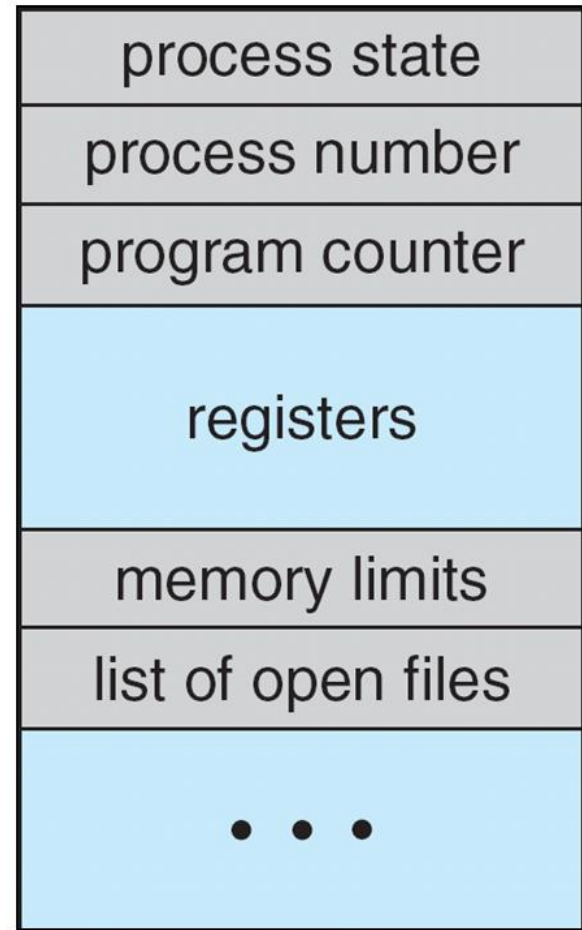 process state
process number
program counter
registers
memory limits
list of open files
• • •